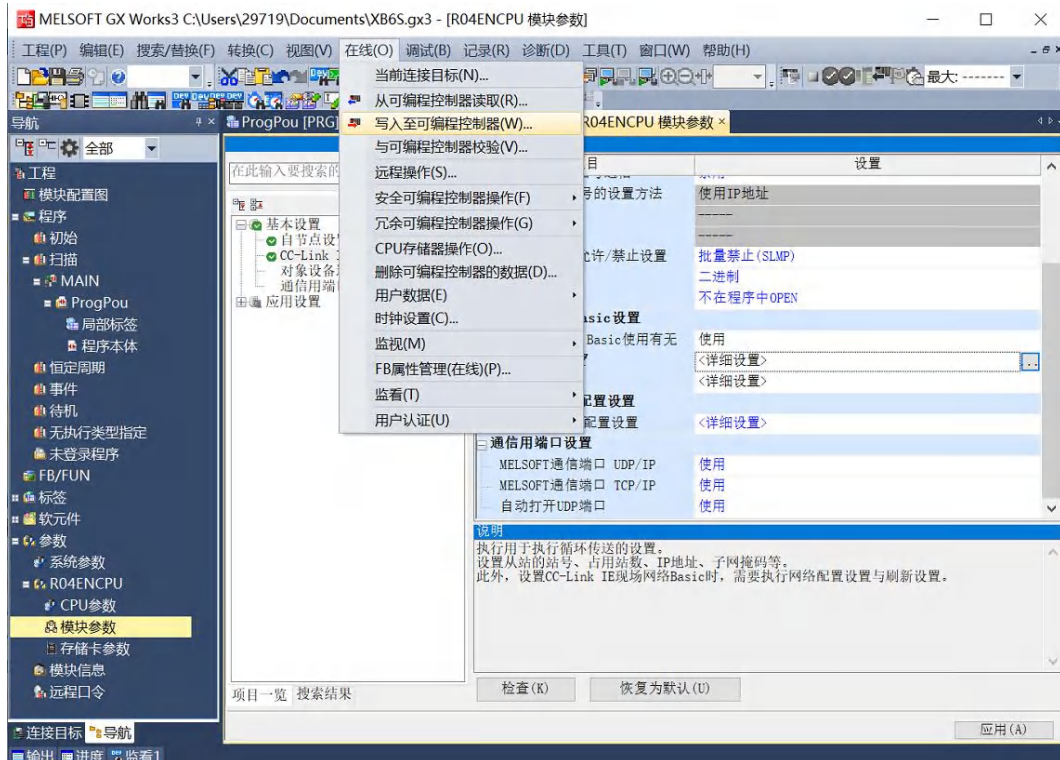 MELSOFT GX Works3 C:\Users\29719\Documents\XB6S.gx3 - [R04ENCPU 模块参数]
工程(P) 编辑(E) 搜索/替换(F) 转换(C) 视图(V) 在线(O) 调试(B) 记录(R) 诊断(D) 工具(T) 窗口(W) 帮助(H)
最大: -------
当前连接目标(N)...
从可编程控制器读取(R)...
写入至可编程控制器(W)...
与可编程控制器校验(V)...
远程操作(S)...
安全可编程控制器操作(F)
冗余可编程控制器操作(G)
CPU存储器操作(O)...
删除可编程控制器的数据(D)...
用户数据(E)
时钟设置(C)...
监视(M)
FB属性管理(在线)(P)...
监看(T)
用户认证(U)
导航
全部
工程
模块配置图
程序
初始
扫描
MAIN
ProgPou
局部标签
程序本体
恒定周期
事件
待机
无执行类型指定
未登录程序
FB/FUN
标签
软元件
参数
系统参数
R04ENCPU
CPU参数
模块参数
存储卡参数
模块信息
远程口令
连接目标 导航
输出 进度 监看1
ProgPou [PRG]
R04ENCPU 模块参数
在此输入要搜索的
基本设置
自节点设
CC-Link
对象设备
通信用端
应用设置
项目一览 搜索结果
目 设置
号的设置方法 使用IP地址
-----
-----
允许/禁止设置 批量禁止(SLMP)
二进制
不在程序中OPEN
asic设置
Basic使用有无 使用
<详细设置>
<详细设置>
配置设置
配置设置 <详细设置>
通信用端口设置
MELSOFT通信端口 UDP/IP 使用
MELSOFT通信端口 TCP/IP 使用
自动打开UDP端口 使用
说明
执行用于执行循环传送的设置。
设置从站的站号、占用站数、IP地址、子网掩码等。
此外，设置CC-Link IE现场网络Basic时，需要执行网络配置设置与刷新设置。
检查(K) 恢复为默认(U)
应用(A)